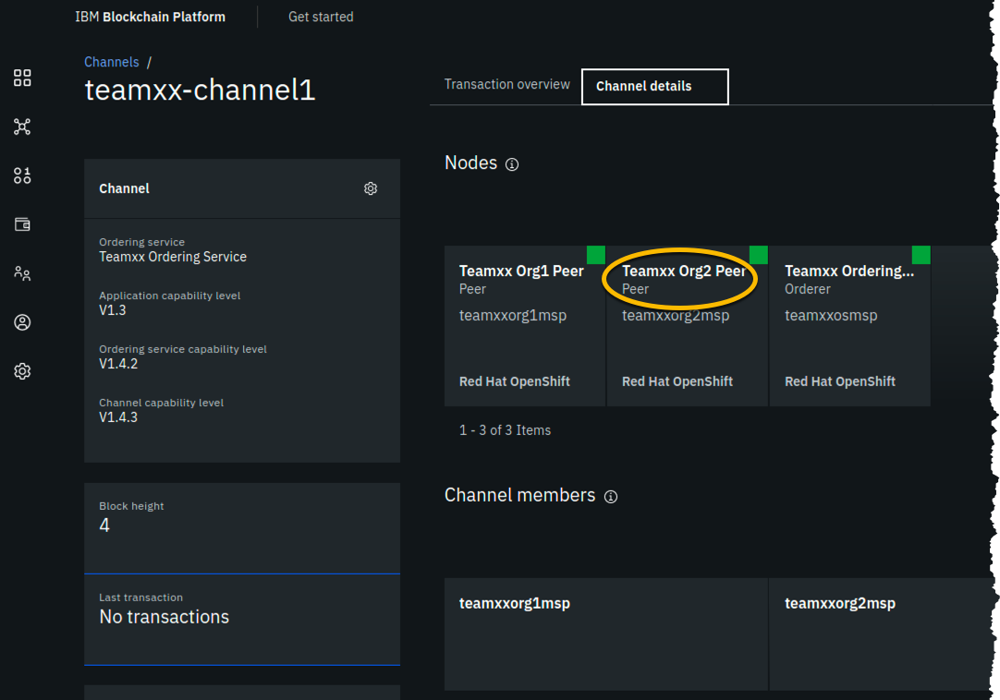 IBM Blockchain Platform
Get started
Channels /
teamxx-channel1
Transaction overview
Channel details
Channel
Ordering service
Teamxx Ordering Service
Application capability level
V1.3
Ordering service capability level
V1.4.2
Channel capability level
V1.4.3
Block height
4
Last transaction
No transactions
Nodes
Teamxx Org1 Peer
Peer
teamxxorg1msp
Red Hat OpenShift
Teamxx Org2 Peer
Peer
teamxxorg2msp
Red Hat OpenShift
Teamxx Ordering...
Orderer
teamxxosmsp
Red Hat OpenShift
1 - 3 of 3 Items
Channel members
teamxxorg1msp
teamxxorg2msp